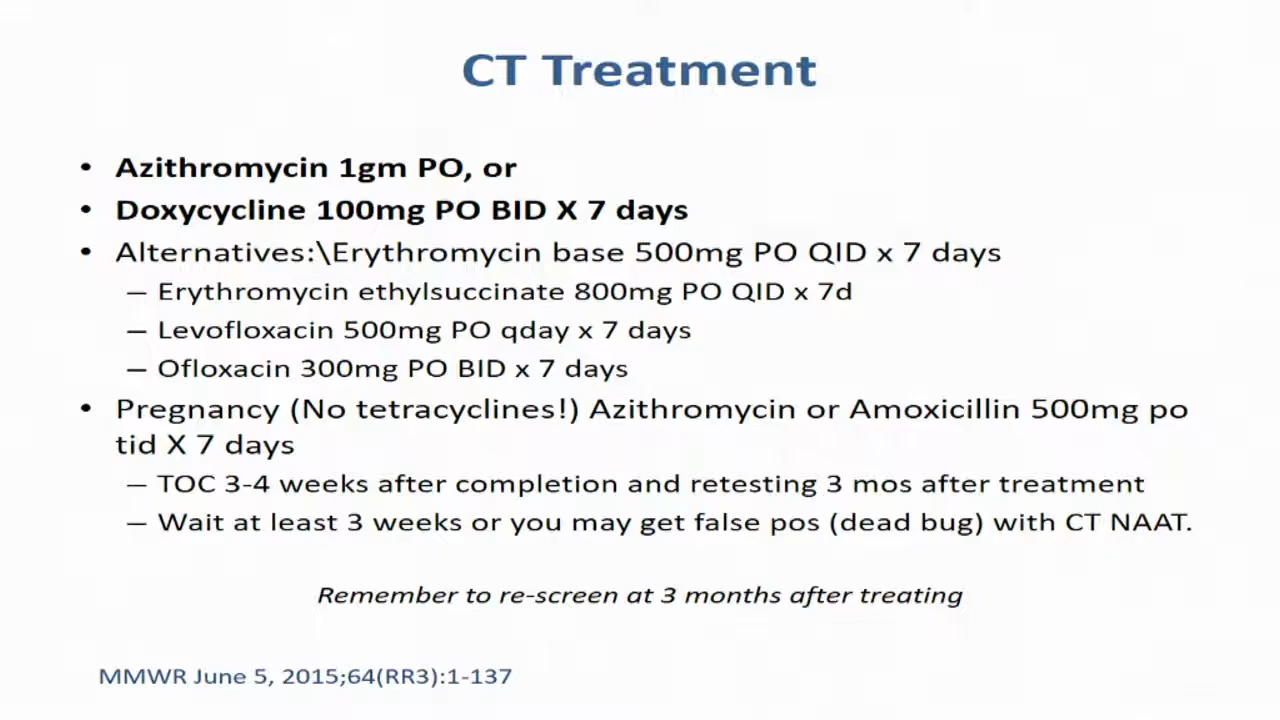 CT Treatment
• Azithromycin 1gm PO, or
• Doxycycline 100mg PO BID X 7 days
• Alternatives:\Erythromycin base 500mg PO QID x 7 days
– Erythromycin ethylsuccinate 800mg PO QID x 7d
– Levofloxacin 500mg PO qday x 7 days
– Ofloxacin 300mg PO BID x 7 days
• Pregnancy (No tetracyclines!) Azithromycin or Amoxicillin 500mg po
tid X 7 days
– TOC 3-4 weeks after completion and retesting 3 mos after treatment
– Wait at least 3 weeks or you may get false pos (dead bug) with CT NAAT.
Remember to re-screen at 3 months after treating
MMWR June 5, 2015;64(RR3):1-137